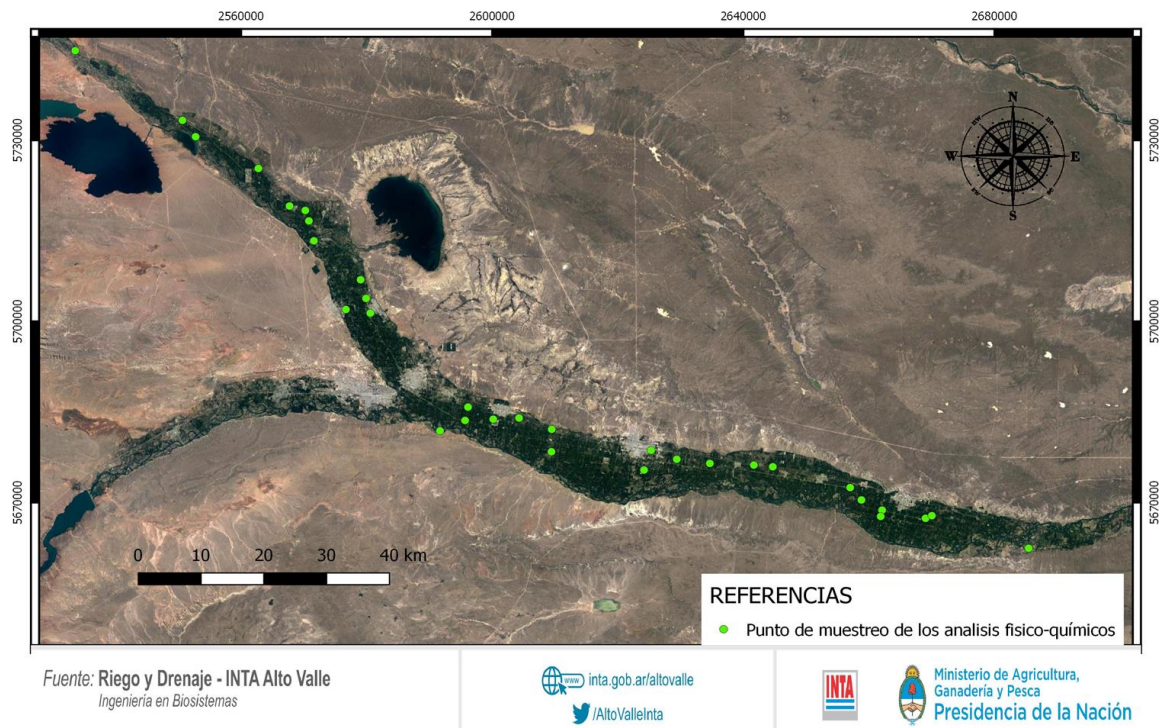 2560000
2600000
2640000
2680000
5730000
5730000
5700000
5700000
5670000
5670000
N
W
E
S
0 10 20 30 40 km
REFERENCIAS
Punto de muestreo de los analisis fisico-químicos
Fuente: Riego y Drenaje - INTA Alto Valle
Ingeniería en Biosistemas
www
inta.gob.ar/altovalle
/AltoValleInta
INTA
Ministerio de Agricultura,
Ganadería y Pesca
Presidencia de la Nación